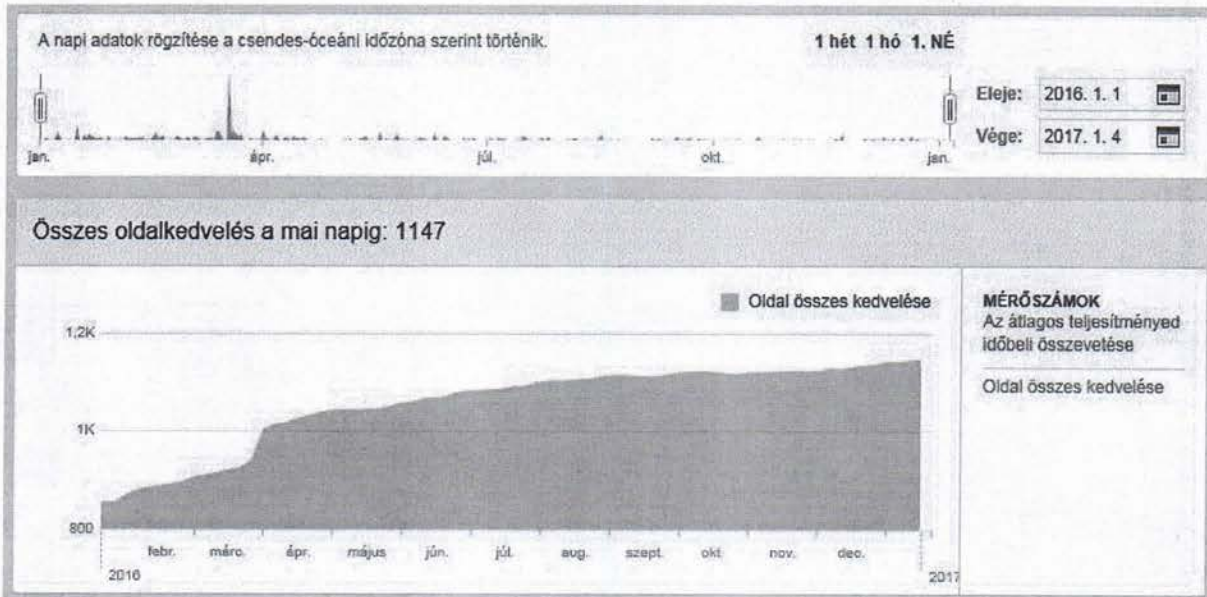 A napi adatok rögzítése a csendes-óceáni időzóna szerint történik.
1 hét 1 hó 1. NÉ
Eleje: 2016. 1. 1
Vége: 2017. 1. 4
jan. ápr. júl. okt. jan.
Összes oldalkedvelés a mai napig: 1147
Oldal összes kedvelése
1,2K
1K
800
febr. márc. ápr. május jún. júl. aug. szept. okt nov. dec.
2016 2017
MÉRŐSZÁMOK
Az átlagos teljesítményed
időbeli összevetése
Oldal összes kedvelése